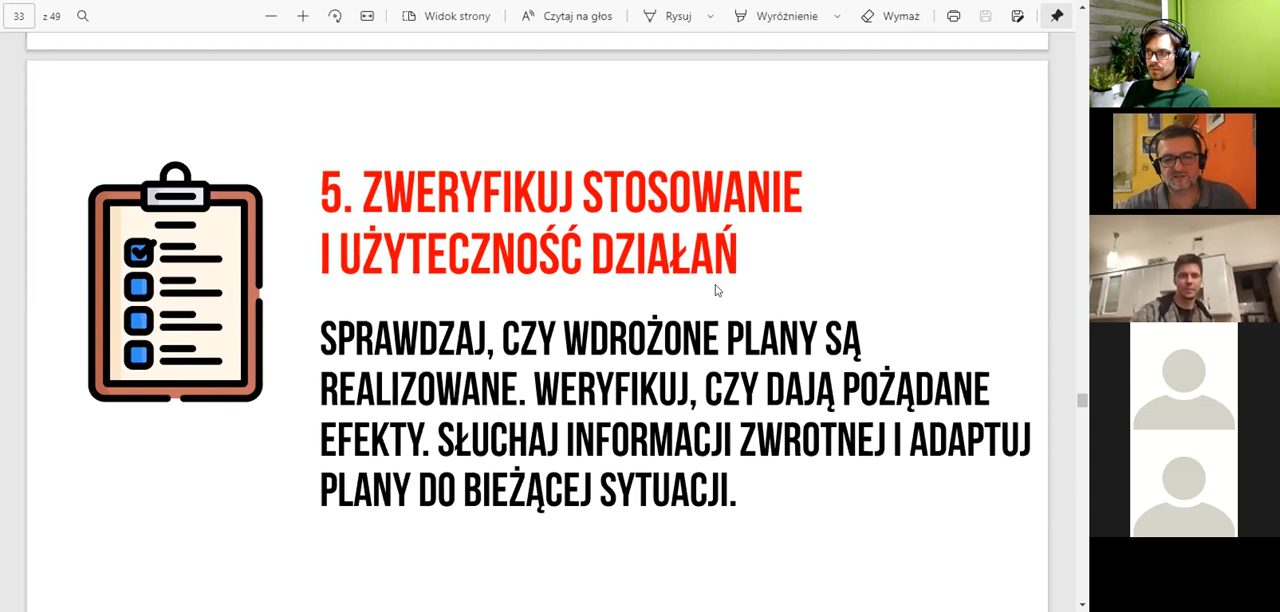 33 z 49 Widok strony Czytaj na głos Rysuj Wyróżnienie Wymaż
5. ZWERYFIKUJ STOSOWANIE
I UŻYTECZNOŚĆ DZIAŁAŃ
SPRAWDZAJ, CZY WDROŻONE PLANY SĄ
REALIZOWANE. WERYFIKUJ, CZY DAJĄ POŻĄDANE
EFEKTY. SŁUCHAJ INFORMACJI ZWROTNEJ I ADAPTUJ
PLANY DO BIEŻĄCEJ SYTUACJI.